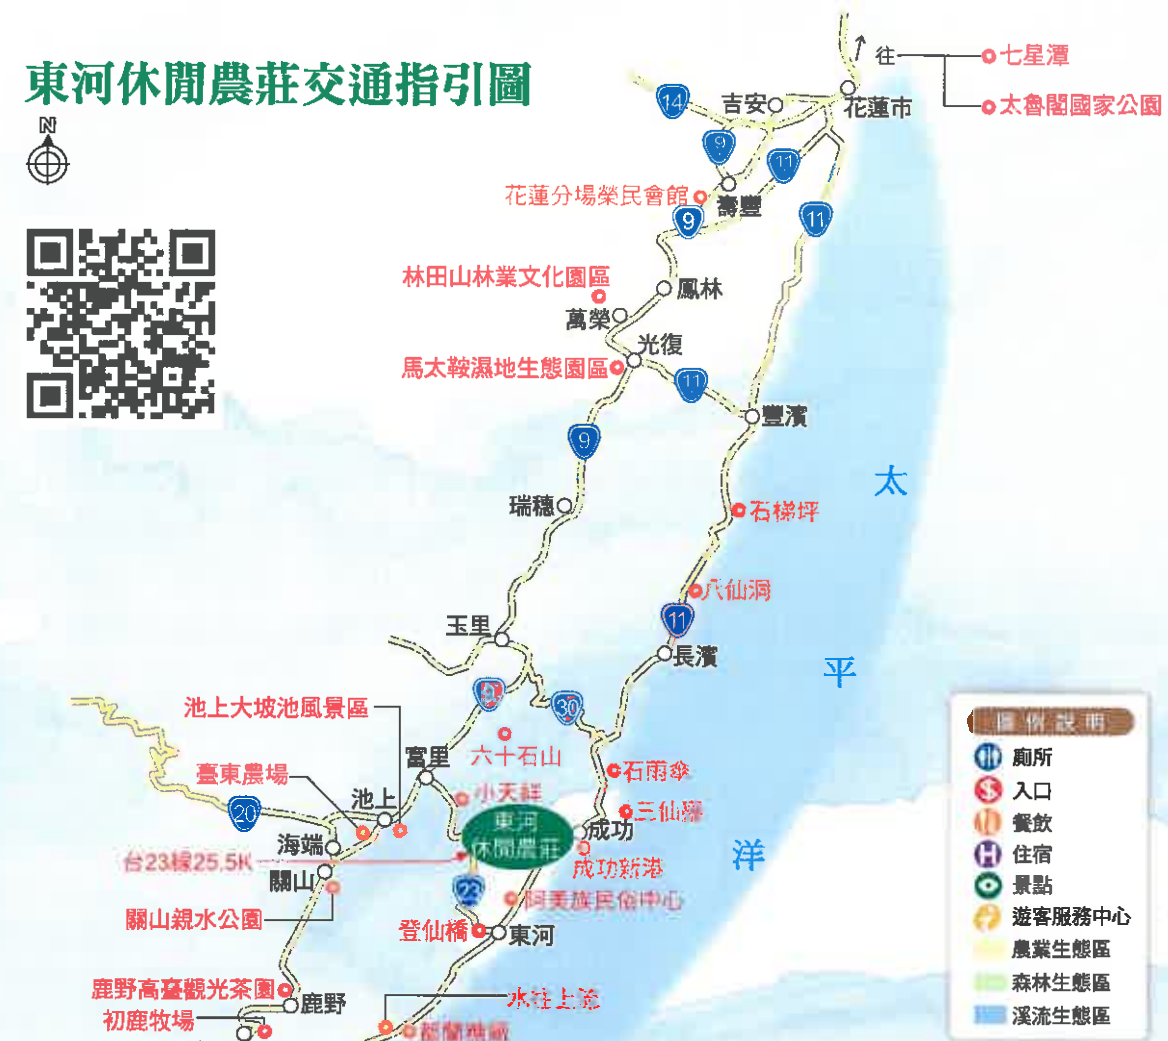 東河休閒農莊交通指引圖
N
往
七星潭
太魯閣國家公園
14
吉安
花蓮市
9
11
花蓮分場榮民會館
壽豐
9
11
林田山林業文化園區
鳳林
萬榮
光復
馬太鞍濕地生態園區
11
豐濱
9
太
瑞穗
石梯坪
八仙洞
11
玉里
長濱
平
池上大坡池風景區
9
30
六十石山
富里
石雨傘
臺東農場
小天祥
池上
三仙臺
20
東河
休閒農莊
成功
海端
成功新港
洋
台23線25.5K
關山
23
阿美族民俗中心
關山親水公園
登仙橋
東河
鹿野高臺觀光茶園
鹿野
水往上流
初鹿牧場
圖例說明
廁所
入口
餐飲
住宿
景點
遊客服務中心
農業生態區
森林生態區
溪流生態區